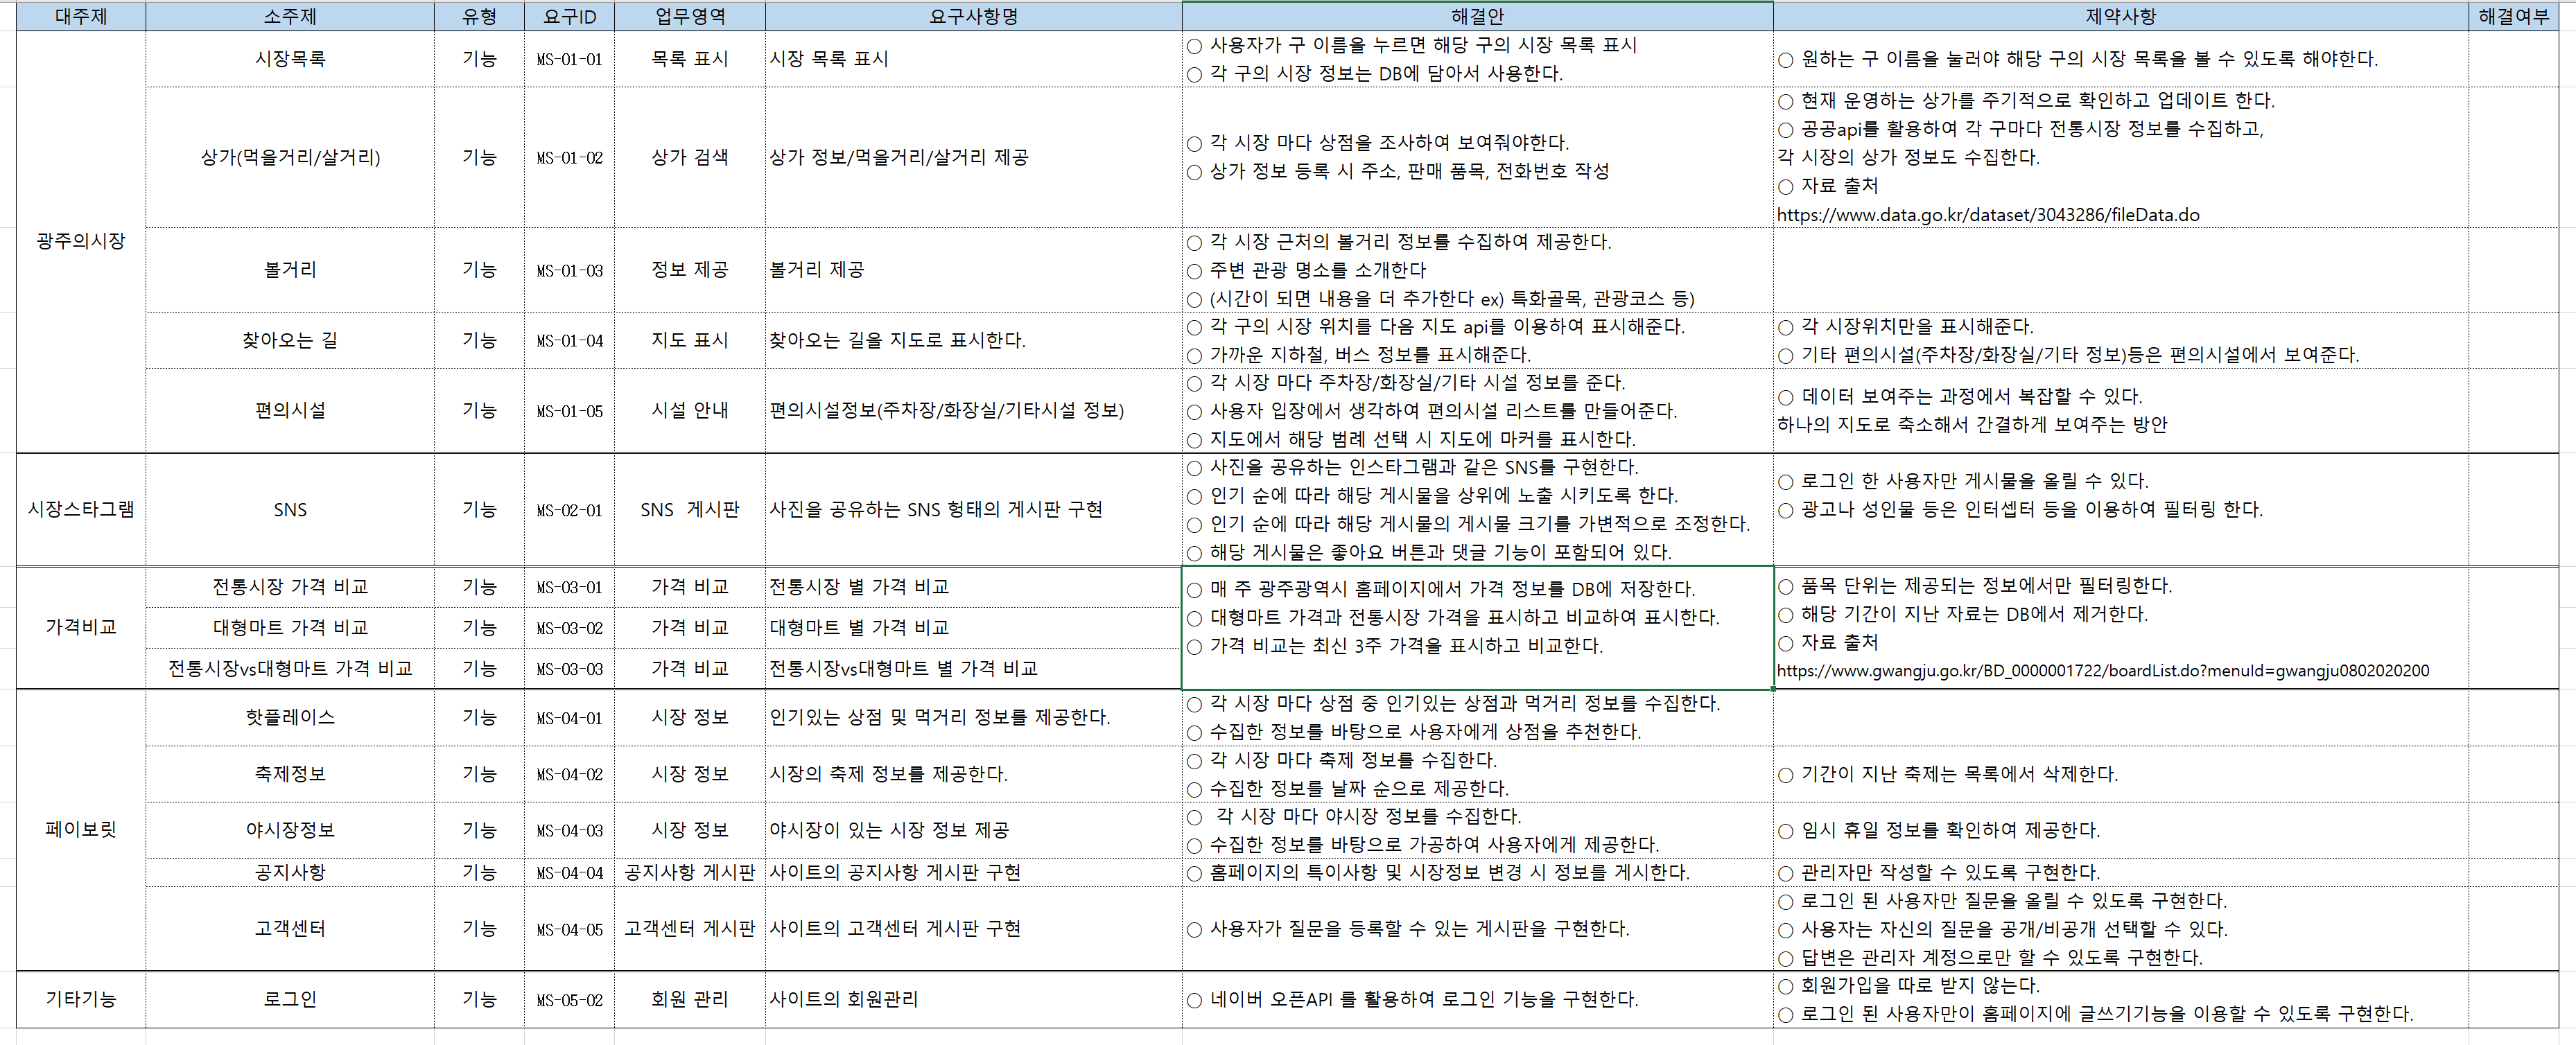 대주제 소주제 유형 요구ID 업무영역 요구사항명 해결안 제약사항 해결여부
광주의시장
시장목록 기능 MS-01-01 목록 표시 시장 목록 표시
○ 사용자가 구 이름을 누르면 해당 구의 시장 목록 표시
○ 각 구의 시장 정보는 DB에 담아서 사용한다.
○ 원하는 구 이름을 눌러야 해당 구의 시장 목록을 볼 수 있도록 해야한다.
상가(먹을거리/살거리) 기능 MS-01-02 상가 검색 상가 정보/먹을거리/살거리 제공
○ 각 시장 마다 상점을 조사하여 보여줘야한다.
○ 상가 정보 등록 시 주소, 판매 품목, 전화번호 작성
○ 현재 운영하는 상가를 주기적으로 확인하고 업데이트 한다.
○ 공공api를 활용하여 각 구마다 전통시장 정보를 수집하고,
각 시장의 상가 정보도 수집한다.
○ 자료 출처
https://www.data.go.kr/dataset/3043286/fileData.do
볼거리 기능 MS-01-03 정보 제공 볼거리 제공
○ 각 시장 근처의 볼거리 정보를 수집하여 제공한다.
○ 주변 관광 명소를 소개한다
○ (시간이 되면 내용을 더 추가한다 ex) 특화골목, 관광코스 등)
찾아오는 길 기능 MS-01-04 지도 표시 찾아오는 길을 지도로 표시한다.
○ 각 구의 시장 위치를 다음 지도 api를 이용하여 표시해준다.
○ 가까운 지하철, 버스 정보를 표시해준다.
○ 각 시장위치만을 표시해준다.
○ 기타 편의시설(주차장/화장실/기타 정보)등은 편의시설에서 보여준다.
편의시설 기능 MS-01-05 시설 안내 편의시설정보(주차장/화장실/기타시설 정보)
○ 각 시장 마다 주차장/화장실/기타 시설 정보를 준다.
○ 사용자 입장에서 생각하여 편의시설 리스트를 만들어준다.
○ 지도에서 해당 범례 선택 시 지도에 마커를 표시한다.
○ 데이터 보여주는 과정에서 복잡할 수 있다.
하나의 지도로 축소해서 간결하게 보여주는 방안
시장스타그램 SNS 기능 MS-02-01 SNS 게시판 사진을 공유하는 SNS 형태의 게시판 구현
○ 사진을 공유하는 인스타그램과 같은 SNS를 구현한다.
○ 인기 순에 따라 해당 게시물을 상위에 노출 시키도록 한다.
○ 인기 순에 따라 해당 게시물의 게시물 크기를 가변적으로 조정한다.
○ 해당 게시물은 좋아요 버튼과 댓글 기능이 포함되어 있다.
○ 로그인 한 사용자만 게시물을 올릴 수 있다.
○ 광고나 성인물 등은 인터셉터 등을 이용하여 필터링 한다.
가격비교
전통시장 가격 비교 기능 MS-03-01 가격 비교 전통시장 별 가격 비교
대형마트 가격 비교 기능 MS-03-02 가격 비교 대형마트 별 가격 비교
전통시장vs대형마트 가격 비교 기능 MS-03-03 가격 비교 전통시장vs대형마트 별 가격 비교
○ 매 주 광주광역시 홈페이지에서 가격 정보를 DB에 저장한다.
○ 대형마트 가격과 전통시장 가격을 표시하고 비교하여 표시한다.
○ 가격 비교는 최신 3주 가격을 표시하고 비교한다.
○ 품목 단위는 제공되는 정보에서만 필터링한다.
○ 해당 기간이 지난 자료는 DB에서 제거한다.
○ 자료 출처
https://www.gwangju.go.kr/BD_0000001722/boardList.do?menuId=gwangju0802020200
페이보릿
핫플레이스 기능 MS-04-01 시장 정보 인기있는 상점 및 먹거리 정보를 제공한다.
○ 각 시장 마다 상점 중 인기있는 상점과 먹거리 정보를 수집한다.
○ 수집한 정보를 바탕으로 사용자에게 상점을 추천한다.
축제정보 기능 MS-04-02 시장 정보 시장의 축제 정보를 제공한다.
○ 각 시장 마다 축제 정보를 수집한다.
○ 수집한 정보를 날짜 순으로 제공한다.
○ 기간이 지난 축제는 목록에서 삭제한다.
야시장정보 기능 MS-04-03 시장 정보 야시장이 있는 시장 정보 제공
○ 각 시장 마다 야시장 정보를 수집한다.
○ 수집한 정보를 바탕으로 가공하여 사용자에게 제공한다.
○ 임시 휴일 정보를 확인하여 제공한다.
공지사항 기능 MS-04-04 공지사항 게시판 사이트의 공지사항 게시판 구현
○ 홈페이지의 특이사항 및 시장정보 변경 시 정보를 게시한다.
○ 관리자만 작성할 수 있도록 구현한다.
고객센터 기능 MS-04-05 고객센터 게시판 사이트의 고객센터 게시판 구현
○ 사용자가 질문을 등록할 수 있는 게시판을 구현한다.
○ 로그인 된 사용자만 질문을 올릴 수 있도록 구현한다.
○ 사용자는 자신의 질문을 공개/비공개 선택할 수 있다.
○ 답변은 관리자 계정으로만 할 수 있도록 구현한다.
기타기능 로그인 기능 MS-05-02 회원 관리 사이트의 회원관리
○ 네이버 오픈API 를 활용하여 로그인 기능을 구현한다.
○ 회원가입을 따로 받지 않는다.
○ 로그인 된 사용자만이 홈페이지에 글쓰기기능을 이용할 수 있도록 구현한다.